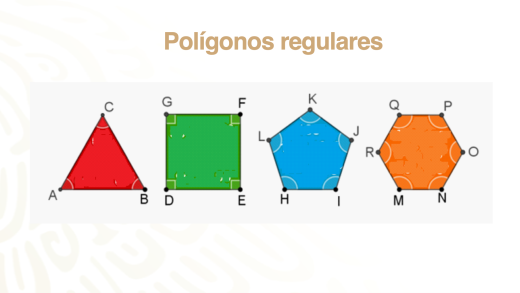 Polígonos regulares
C G F K Q P
L J R O
A B D E H I M N